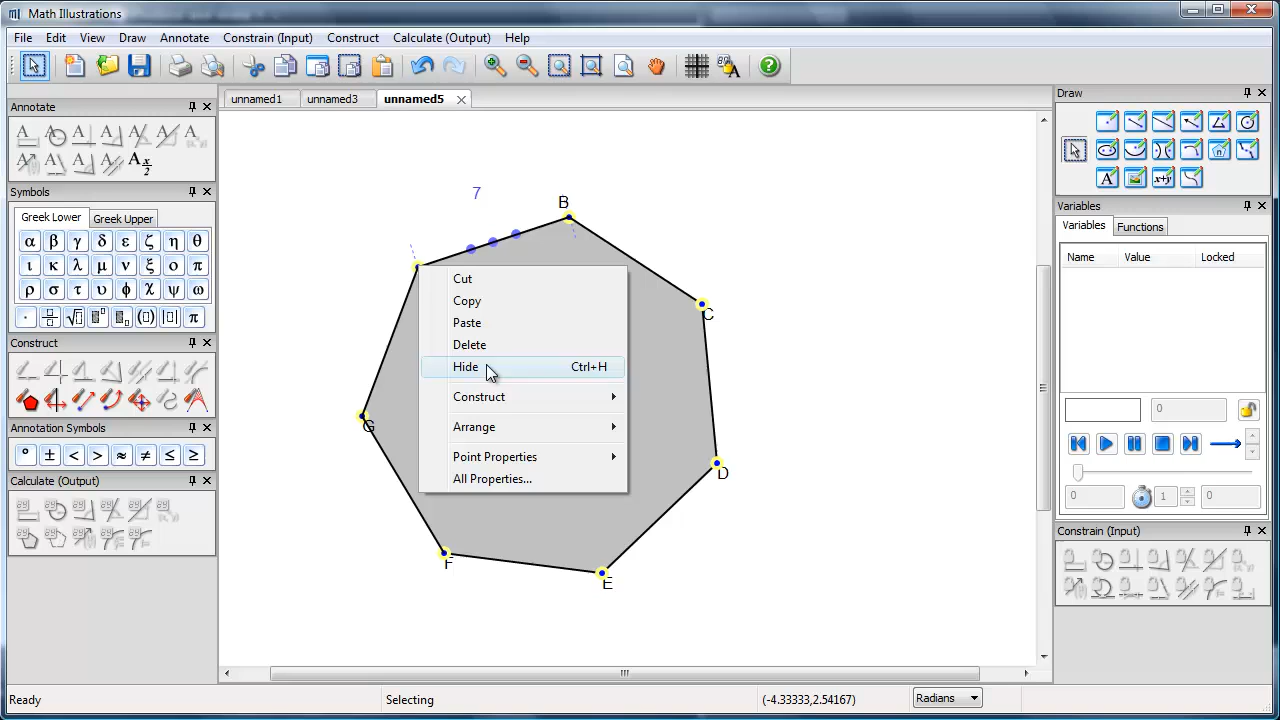 Math Illustrations
File Edit View Draw Annotate Constrain (Input) Construct Calculate (Output) Help
unnamed1 unnamed3 unnamed5
Annotate
Symbols
Greek Lower Greek Upper
α β γ δ ε ζ η θ
ι κ λ μ ν ξ ο π
ρ σ τ υ φ χ ψ ω
π
Construct
Annotation Symbols
° ± < > ≈ ≠ ≤ ≥
Calculate (Output)
7
B
C
D
E
F
G
Cut
Copy
Paste
Delete
Hide Ctrl+H
Construct
Arrange
Point Properties
All Properties...
Draw
A x+y
Variables
Variables Functions
Name Value Locked
0
0 1 0
Constrain (Input)
Ready Selecting (-4.33333,2.54167) Radians